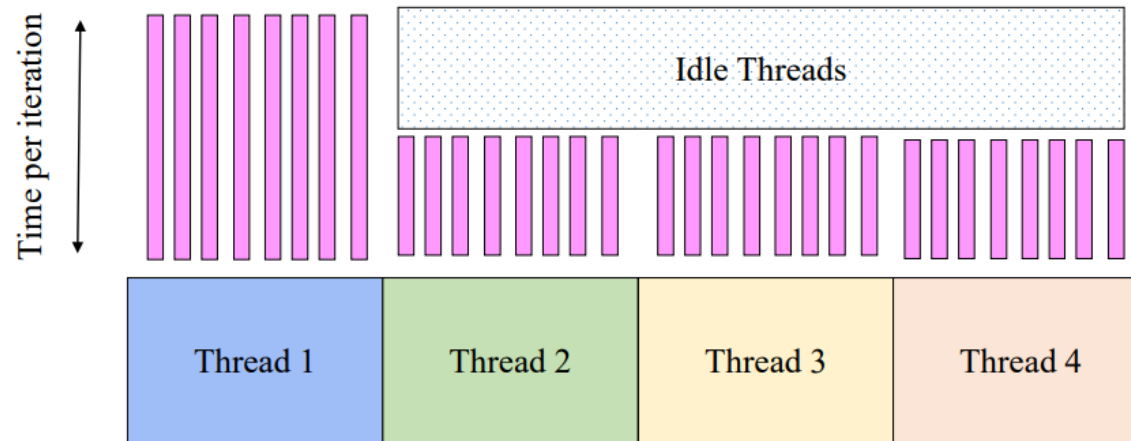 Time per iteration
Idle Threads
Thread 1
Thread 2
Thread 3
Thread 4